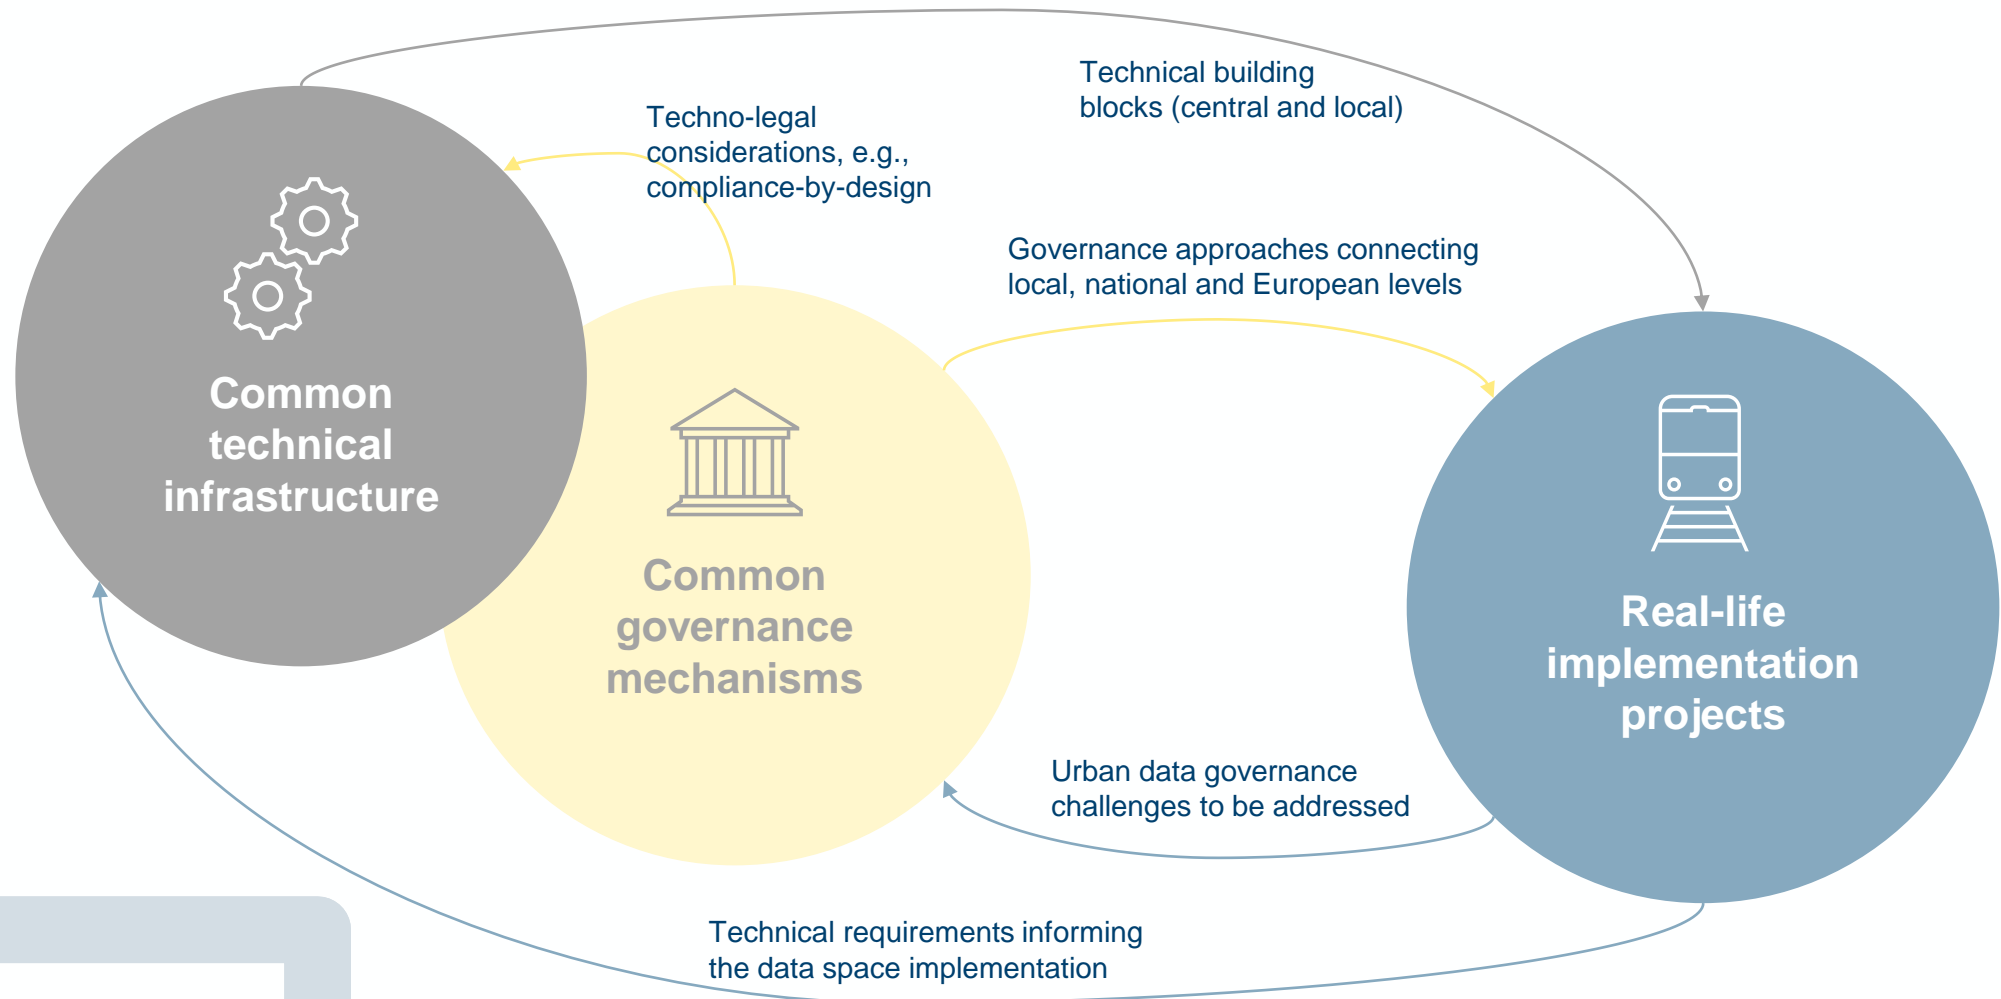 Technical building
blocks (central and local)
Techno-legal
considerations, e.g.,
compliance-by-design
Governance approaches connecting
local, national and European levels
Common
technical
infrastructure
Common
governance
mechanisms
Real-life
implementation
projects
Urban data governance
challenges to be addressed
Technical requirements informing
the data space implementation